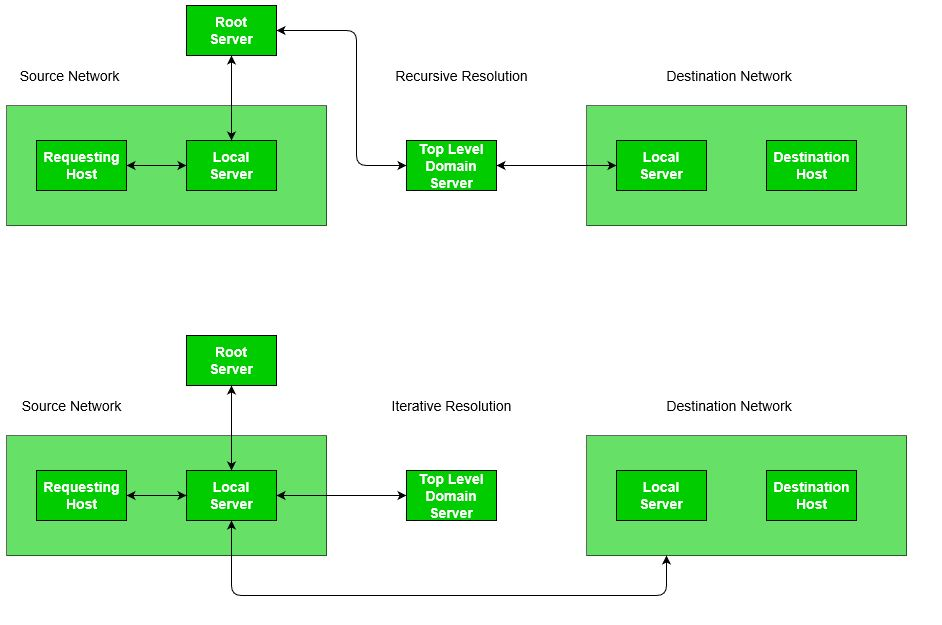 Root
Server
Source Network
Recursive Resolution
Destination Network
Requesting
Host
Local
Server
Top Level
Domain
Server
Local
Server
Destination
Host
Root
Server
Source Network
Iterative Resolution
Destination Network
Requesting
Host
Local
Server
Top Level
Domain
Server
Local
Server
Destination
Host